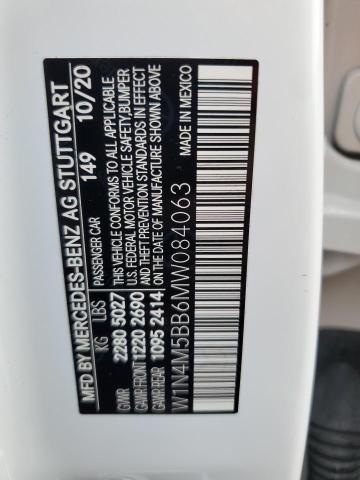 MFD BY MERCEDES-BENZ AG STUTTGART
PASSENGER CAR 149 10/20
KG LBS
GVWR 2280 5027
GAWR FRONT 1220 2690
GAWR REAR 1095 2414
THIS VEHICLE CONFORMS TO ALL APPLICABLE
U.S. FEDERAL MOTOR VEHICLE SAFETY, BUMPER
AND THEFT PREVENTION STANDARDS IN EFFECT
ON THE DATE OF MANUFACTURE
SHOWN ABOVE.
MADE IN MEXICO
W1N4M5BB6MW084063